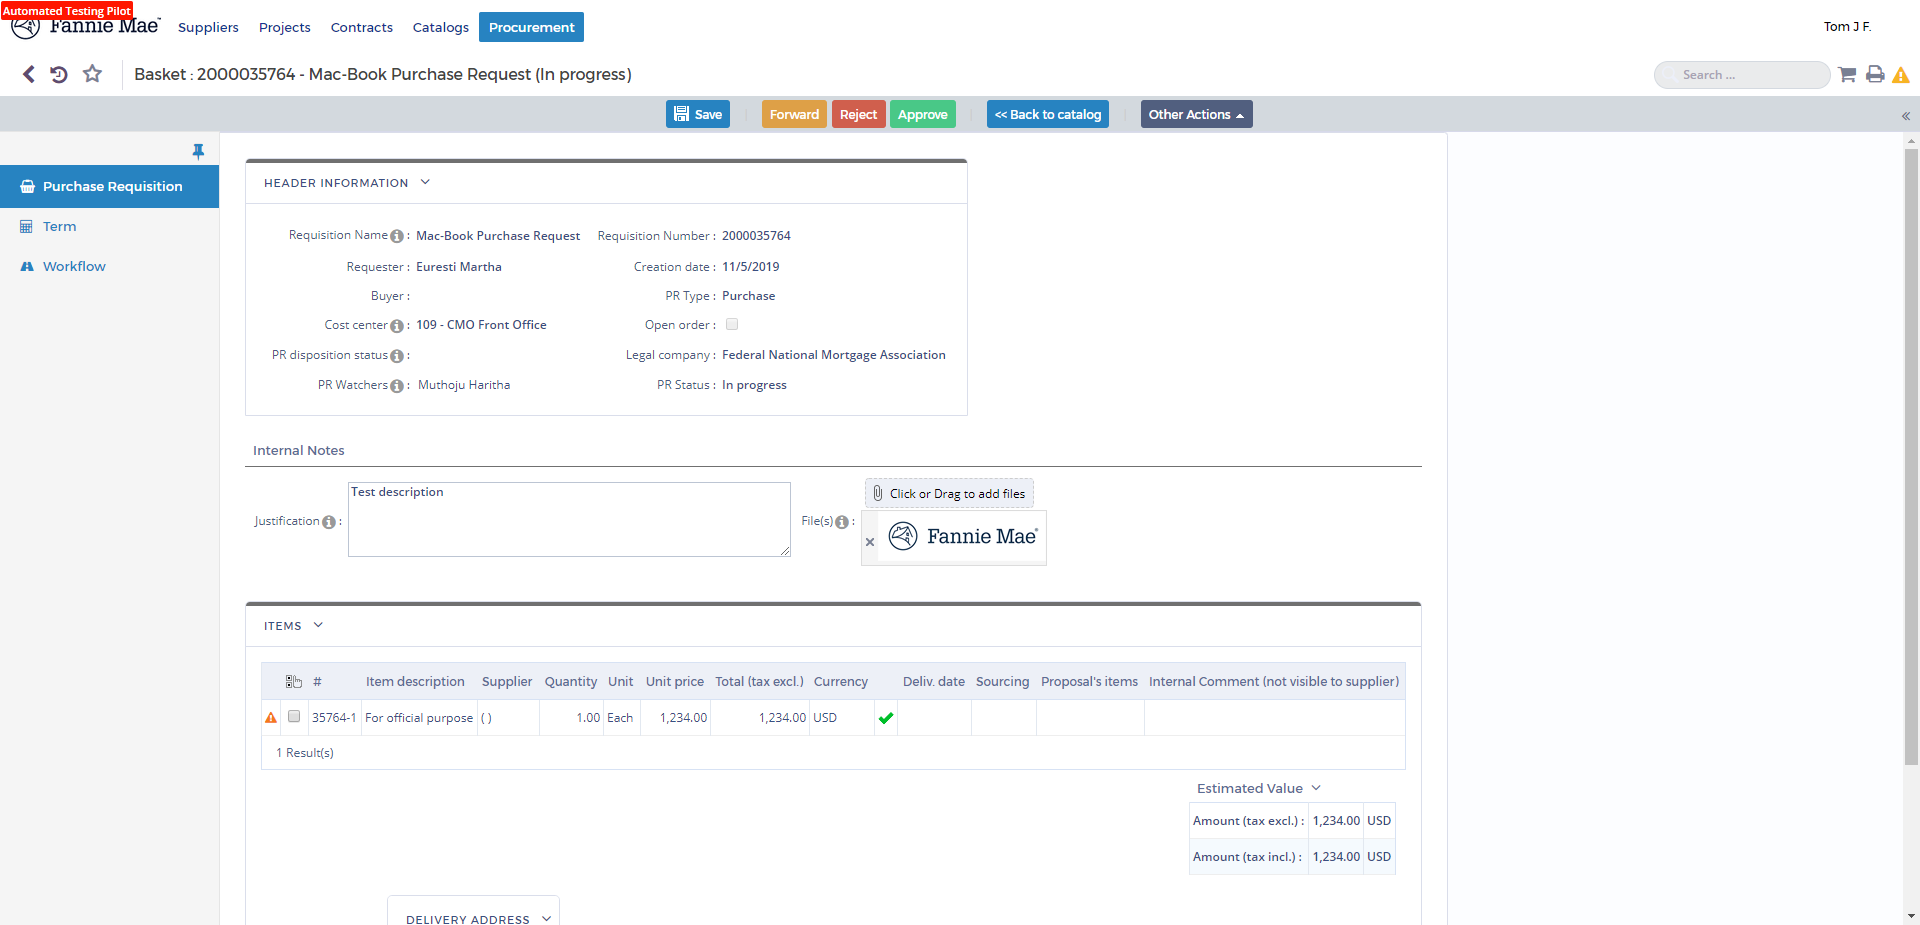 Automated Testing Pilot
Fannie Mae
Suppliers Projects Contracts Catalogs Procurement
Tom J F.
Basket : 2000035764 - Mac-Book Purchase Request (In progress)
Search ...
Save Forward Reject Approve << Back to catalog Other Actions
Purchase Requisition
Term
Workflow
HEADER INFORMATION
Requisition Name : Mac-Book Purchase Request Requisition Number : 2000035764
Requester : Euresti Martha Creation date : 11/5/2019
Buyer : PR Type : Purchase
Cost center : 109 - CMO Front Office Open order :
PR disposition status : Legal company : Federal National Mortgage Association
PR Watchers : Muthoju Haritha PR Status : In progress
Internal Notes
Justification : Test description
File(s) : Click or Drag to add files
Fannie Mae
ITEMS
# Item description Supplier Quantity Unit Unit price Total (tax excl.) Currency Deliv. date Sourcing Proposal's items Internal Comment (not visible to supplier)
35764-1 For official purpose ( ) 1.00 Each 1,234.00 1,234.00 USD
1 Result(s)
Estimated Value
Amount (tax excl.) : 1,234.00 USD
Amount (tax incl.) : 1,234.00 USD
DELIVERY ADDRESS